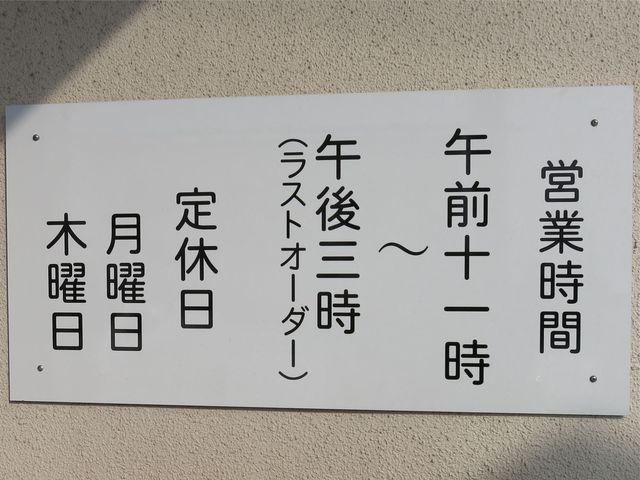 営業時間
午前十一時
〜
午後三時
(ラストオーダー)
定休日
月曜日
木曜日